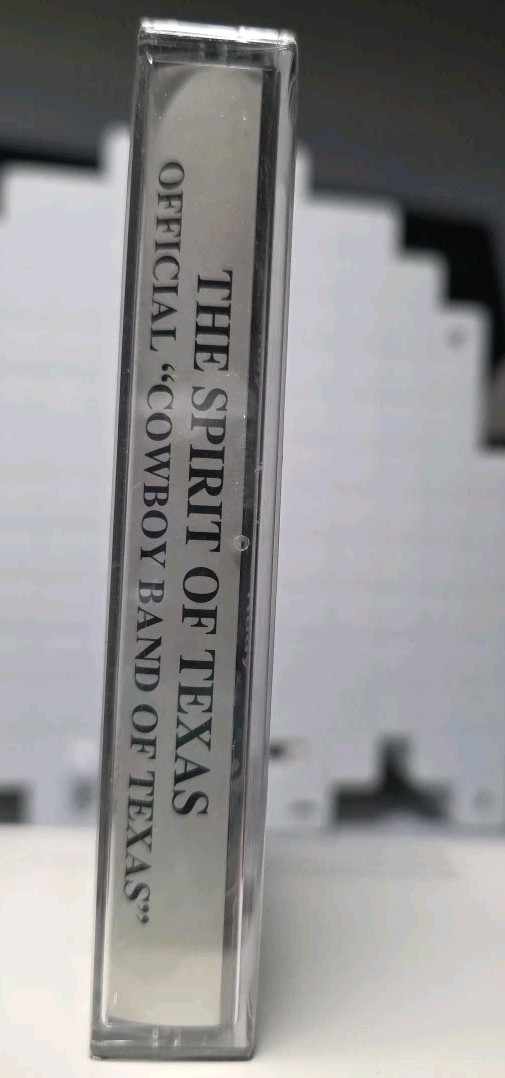 THE SPIRIT OF TEXAS
OFFICIAL “COWBOY BAND OF TEXAS”